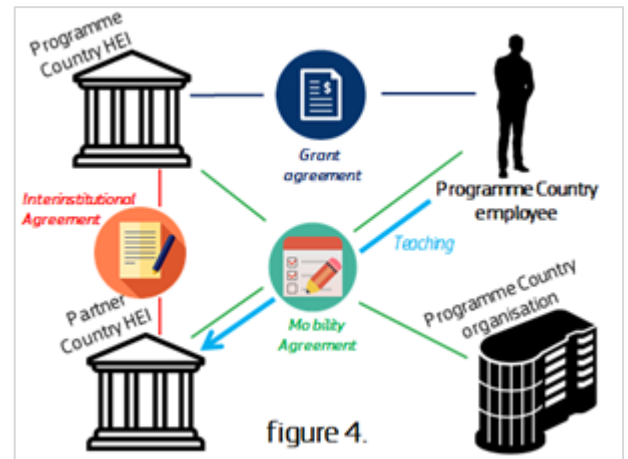 Programme
Country HEI
Grant
agreement
Programme Country
employee
Interinstitutional
Agreement
Teaching
Partner
Country HEI
Mobility
Agreement
Programme Country
organisation
figure 4.